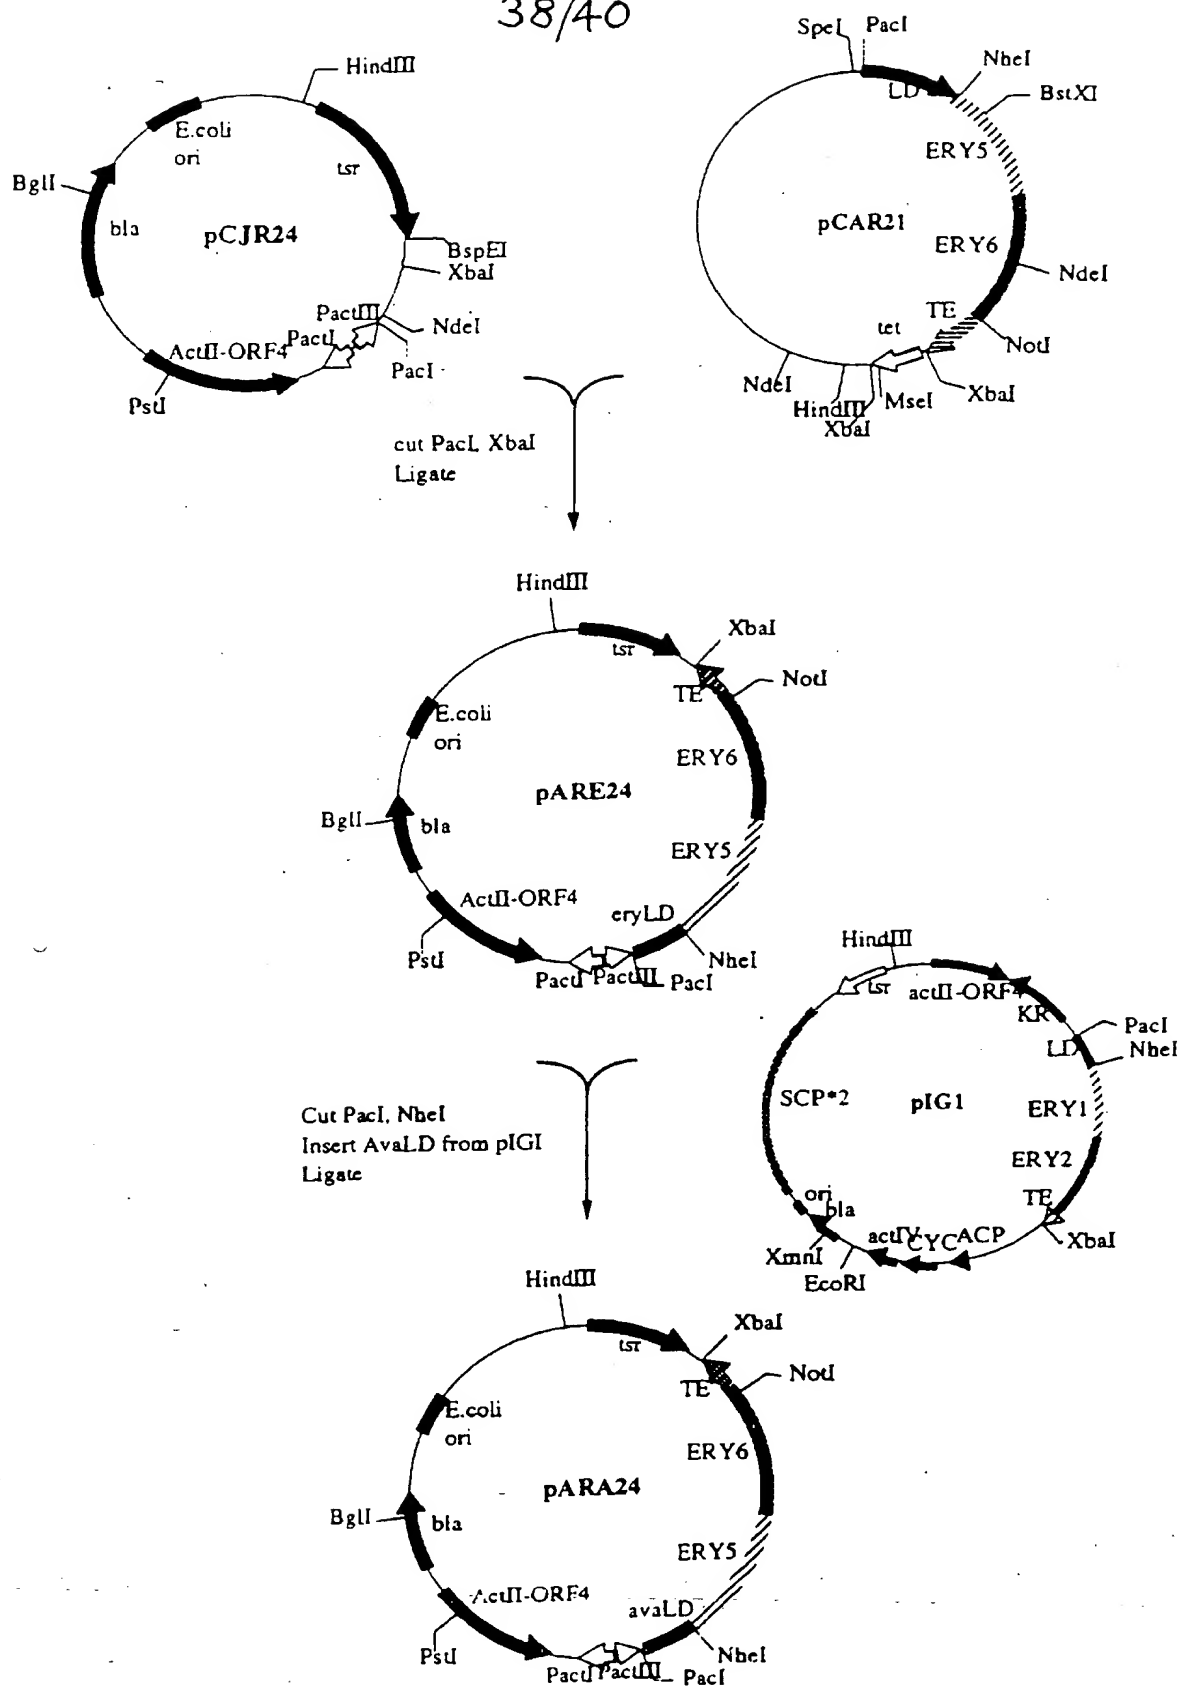 38/40
HindIII
E.coli
ori
tsr
BglI
bla
pCJR24
BspEI
XbaI
PactIII
PactI
NdeI
ActII-ORF4
PacI
PstI
SpeI
PacI
NheI
LD
BstXI
ERY5
pCAR21
ERY6
NdeI
TE
tet
NotI
NdeI
XbaI
HindIII
MseI
XbaI
cut PacI, XbaI
Ligate
HindIII
XbaI
tsr
NotI
TE
E.coli
ori
ERY6
pARE24
BglI
bla
ERY5
ActII-ORF4
eryLD
PstI
NheI
PactI
PactIII
PacI
HindIII
tsr
actII-ORF4
KR
PacI
LD
NheI
SCP*2
pIG1
ERY1
ERY2
ori
bla
TE
actIV
CYC
ACP
XbaI
XmnI
EcoRI
Cut PacI, NheI
Insert AvaLD from pIGI
Ligate
HindIII
XbaI
tsr
NotI
TE
E.coli
ori
ERY6
pARA24
BglI
bla
ERY5
ActII-ORF4
avaLD
PstI
NheI
PactI
PactIII
PacI